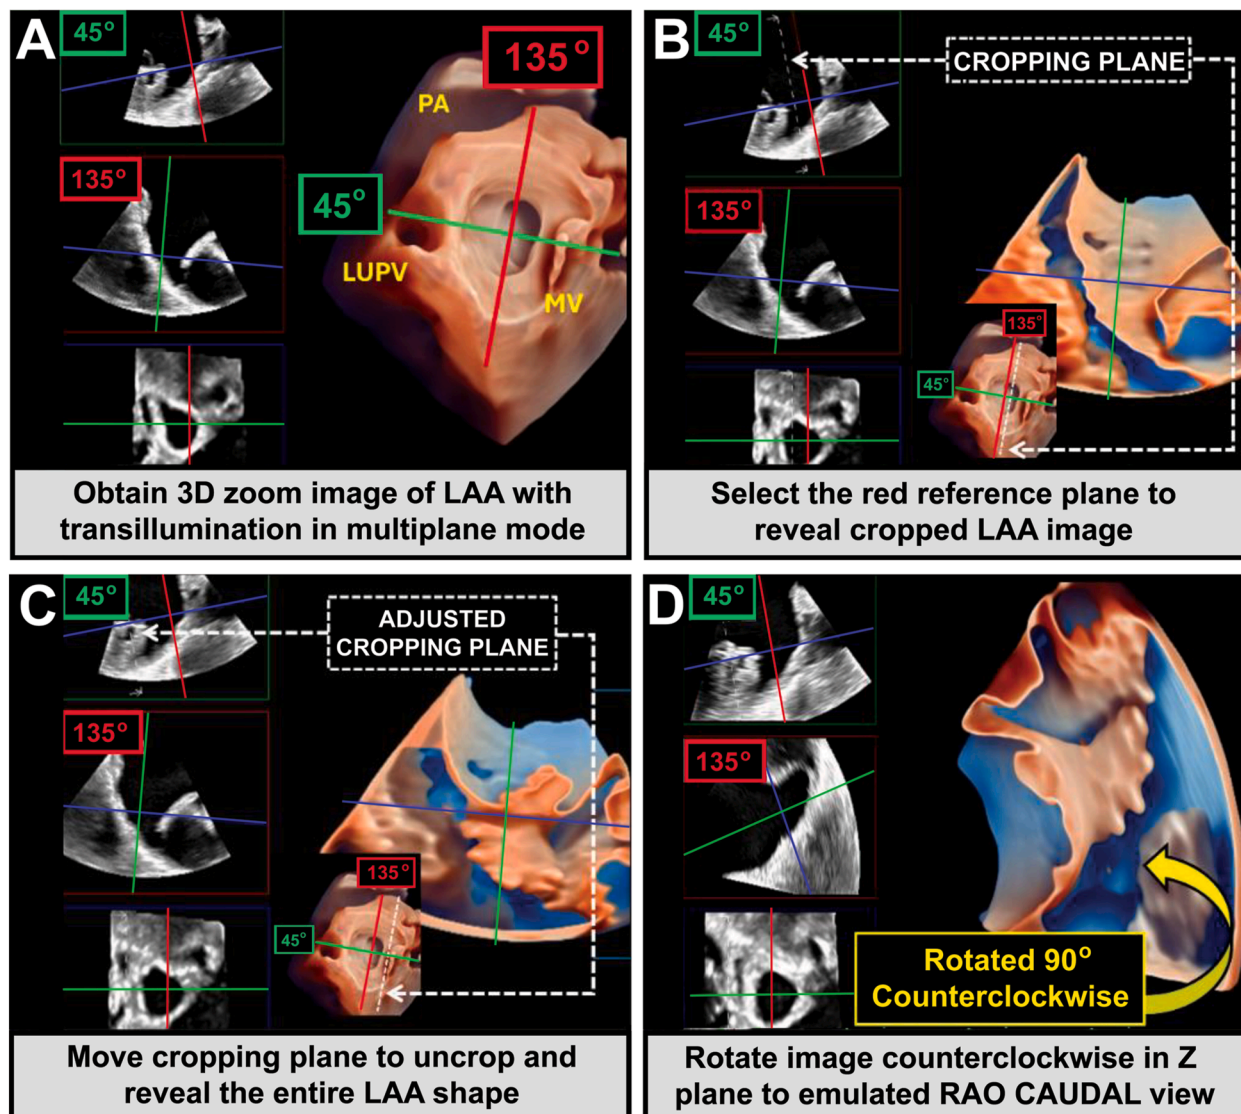 A
45°
135°
135°
PA
45°
LUPV
MV
Obtain 3D zoom image of LAA with
transillumination in multiplane mode
B
45°
CROPPING PLANE
135°
135°
45°
Select the red reference plane to
reveal cropped LAA image
C
45°
ADJUSTED
CROPPING PLANE
135°
135°
45°
Move cropping plane to uncrop and
reveal the entire LAA shape
D
45°
135°
Rotated 90°
Counterclockwise
Rotate image counterclockwise in Z
plane to emulated RAO CAUDAL view